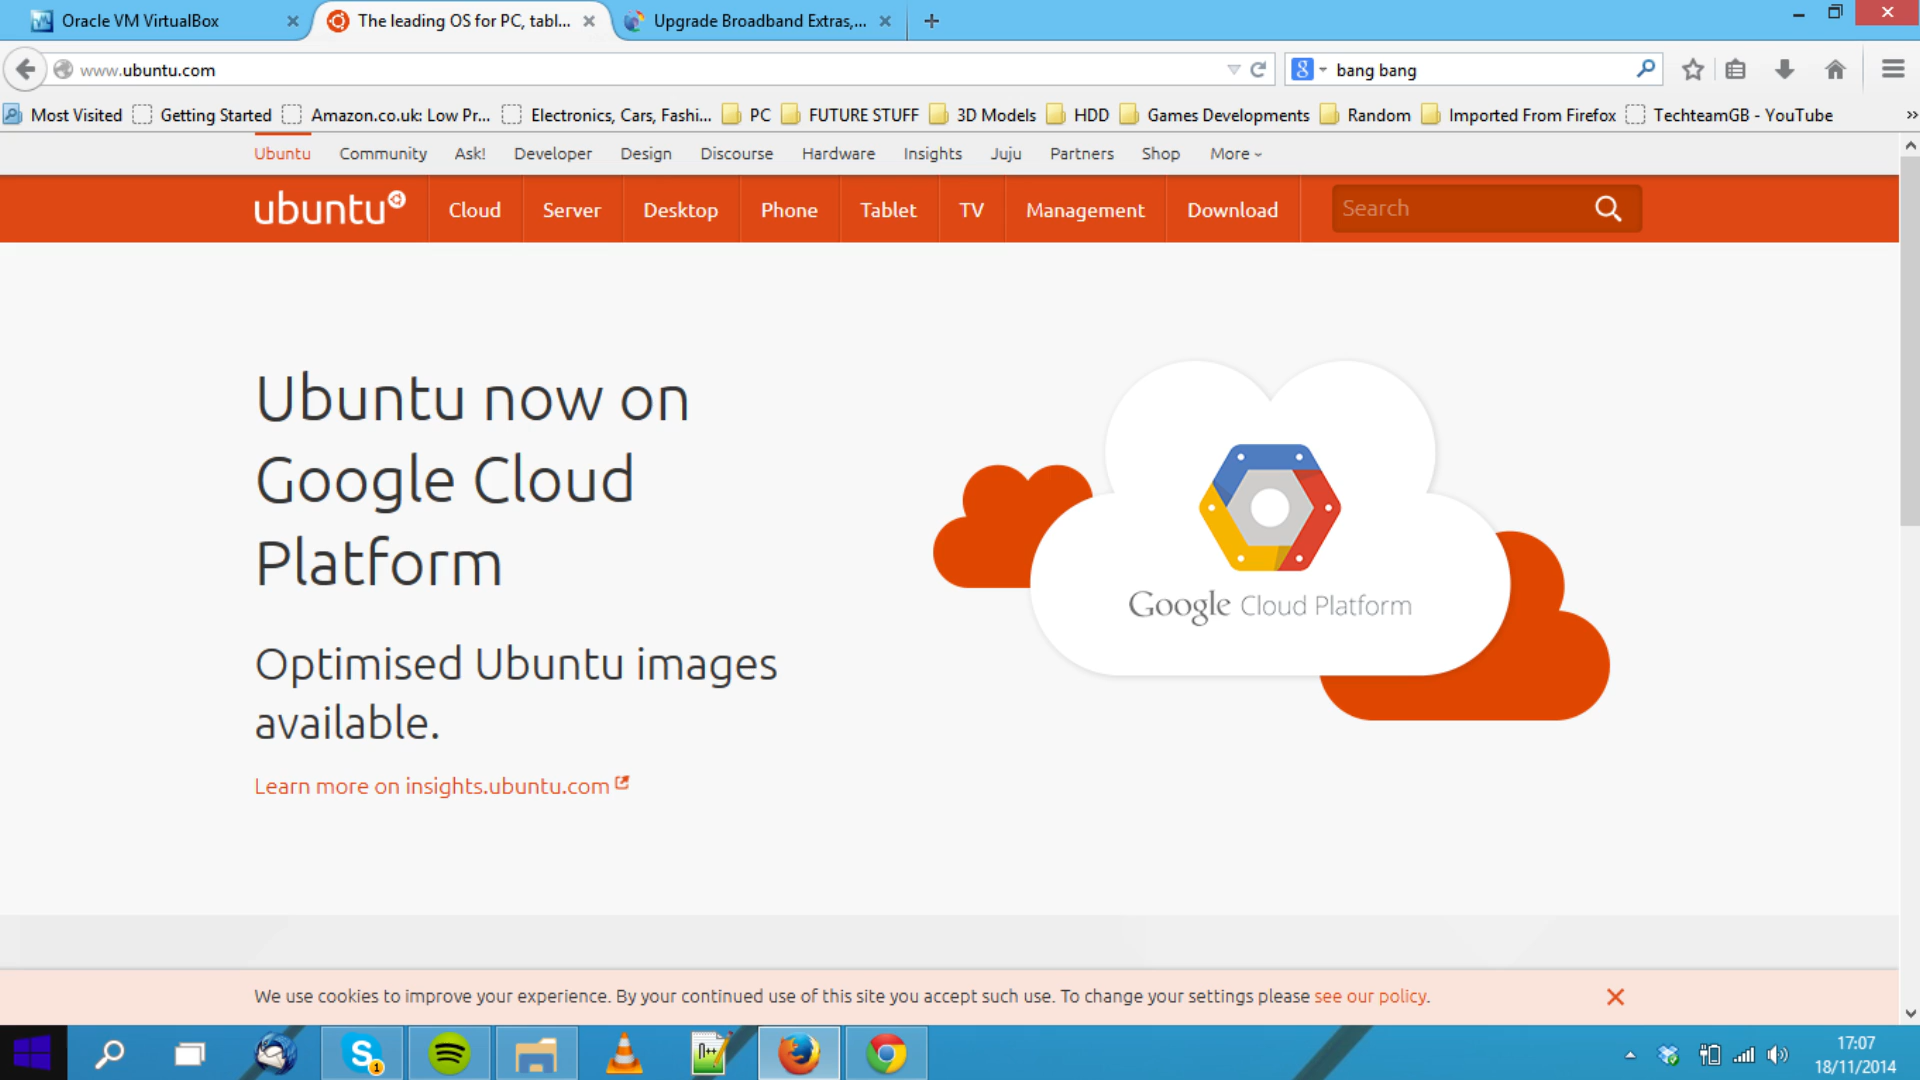 Oracle VM VirtualBox
The leading OS for PC, tabl...
Upgrade Broadband Extras,...
www.ubuntu.com
bang bang
Most Visited Getting Started Amazon.co.uk: Low Pr... Electronics, Cars, Fashi... PC FUTURE STUFF 3D Models HDD Games Developments Random Imported From Firefox TechteamGB - YouTube
Ubuntu Community Ask! Developer Design Discourse Hardware Insights Juju Partners Shop More
ubuntu Cloud Server Desktop Phone Tablet TV Management Download Search
Ubuntu now on
Google Cloud
Platform
Optimised Ubuntu images
available.
Learn more on insights.ubuntu.com
Google Cloud Platform
We use cookies to improve your experience. By your continued use of this site you accept such use. To change your settings please see our policy.
17:07
18/11/2014